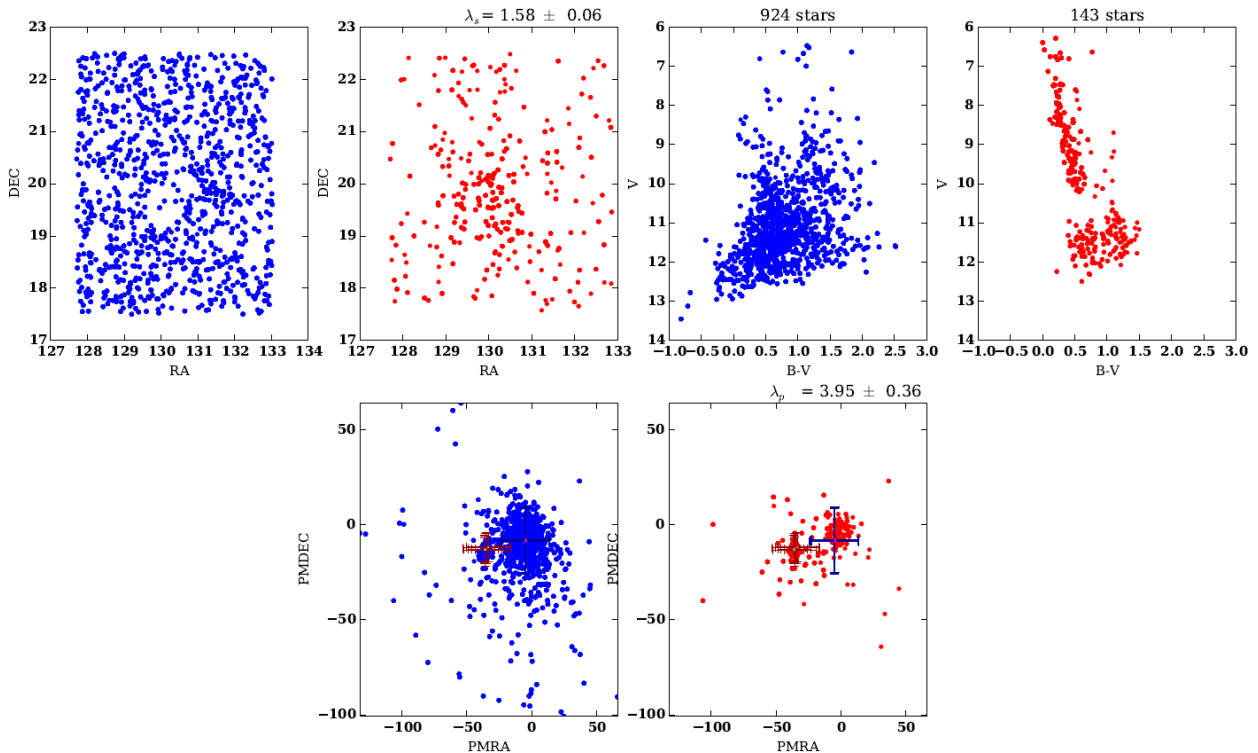 λs = 1.58 ± 0.06
924 stars
143 stars
23
22
21
20
19
18
17
DEC
127 128 129 130 131 132 133 134
RA
23
22
21
20
19
18
17
DEC
127 128 129 130 131 132 133
RA
6
7
8
9
10
11
12
13
14
V
−1.0 −0.5 0.0 0.5 1.0 1.5 2.0 2.5 3.0
B-V
6
7
8
9
10
11
12
13
14
V
−1.0 −0.5 0.0 0.5 1.0 1.5 2.0 2.5 3.0
B-V
λp = 3.95 ± 0.36
50
0
−50
−100
PMDEC
−100 −50 0 50
PMRA
50
0
−50
−100
PMDEC
−100 −50 0 50
PMRA